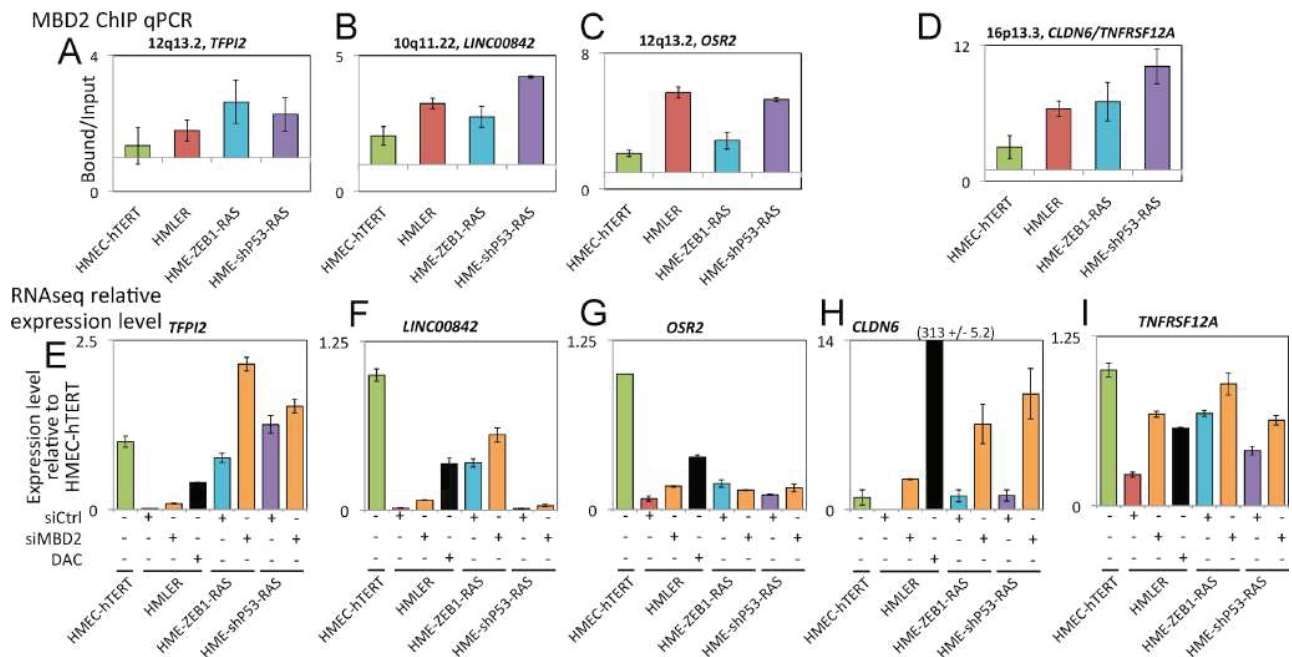 MBD2 ChIP qPCR
A
12q13.2, TFPI2
4
Bound/Input
0
HMEC-hTERT
HMLER
HME-ZEB1-RAS
HME-shP53-RAS
B
10q11.22, LINC00842
5
0
HMEC-hTERT
HMLER
HME-ZEB1-RAS
HME-shP53-RAS
C
12q13.2, OSR2
8
0
HMEC-hTERT
HMLER
HME-ZEB1-RAS
HME-shP53-RAS
D
16p13.3, CLDN6/TNFRSF12A
12
0
HMEC-hTERT
HMLER
HME-ZEB1-RAS
HME-shP53-RAS
RNAseq relative
expression level
E
TFPI2
2.5
Expression level
relative to
HMEC-hTERT
0
siCtrl - + - - + - + -
siMBD2 - - + - - + - +
DAC - - - + - - - -
HMEC-hTERT
HMLER
HME-ZEB1-RAS
HME-shP53-RAS
F
LINC00842
1.25
0
- + - - + - + -
- - + - - + - +
- - - + - - - -
HMEC-hTERT
HMLER
HME-ZEB1-RAS
HME-shP53-RAS
G
OSR2
1.25
0
- + - - + - + -
- - + - - + - +
- - - + - - - -
HMEC-hTERT
HMLER
HME-ZEB1-RAS
HME-shP53-RAS
H
CLDN6
(313 +/- 5.2)
14
0
- + - - + - + -
- - + - - + - +
- - - + - - - -
HMEC-hTERT
HMLER
HME-ZEB1-RAS
HME-shP53-RAS
I
TNFRSF12A
1.25
0
- + - - + - + -
- - + - - + - +
- - - + - - - -
HMEC-hTERT
HMLER
HME-ZEB1-RAS
HME-shP53-RAS